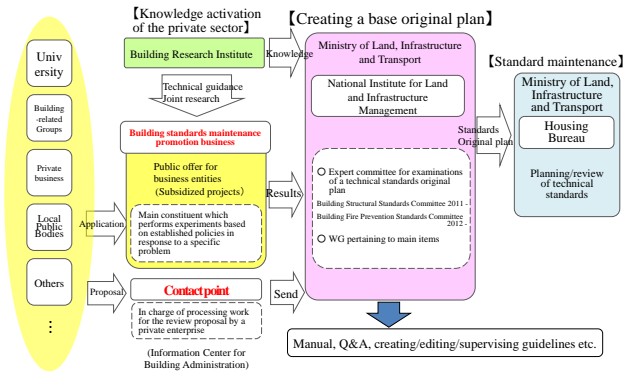 【Knowledge activation
of the private sector】
【Creating a base original plan】
【Standard maintenance】
Univ
ersity
Building
-related
Groups
Private
business
Local
Public
Bodies
Others
⋮
Building Research Institute
Knowledge
Technical guidance
Joint research
Building standards maintenance
promotion business
Public offer for
business entities
(Subsidized projects)
Main constituent which
performs experiments based
on established policies in
response to a specific
problem
Application
Results
Proposal
Contact point
Send
In charge of processing work
for the review proposal by a
private enterprise
(Information Center for
Building Administration)
Ministry of Land, Infrastructure
and Transport
National Institute for Land
and Infrastructure
Management
○ Expert committee for examinations
of a technical standards original
plan
Building Structural Standards Committee 2011 -
Building Fire Prevention Standards Committee
2012 -
○ WG pertaining to main items
Standards
Original plan
Ministry of Land,
Infrastructure
and Transport
Housing
Bureau
Planning/review
of technical
standards
Manual, Q&A, creating/editing/supervising guidelines etc.